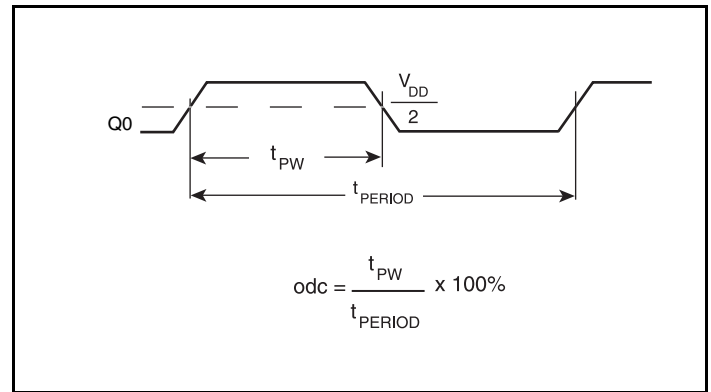 Q0
V_DD
2
t_PW
t_PERIOD
odc = t_PW / t_PERIOD x 100%